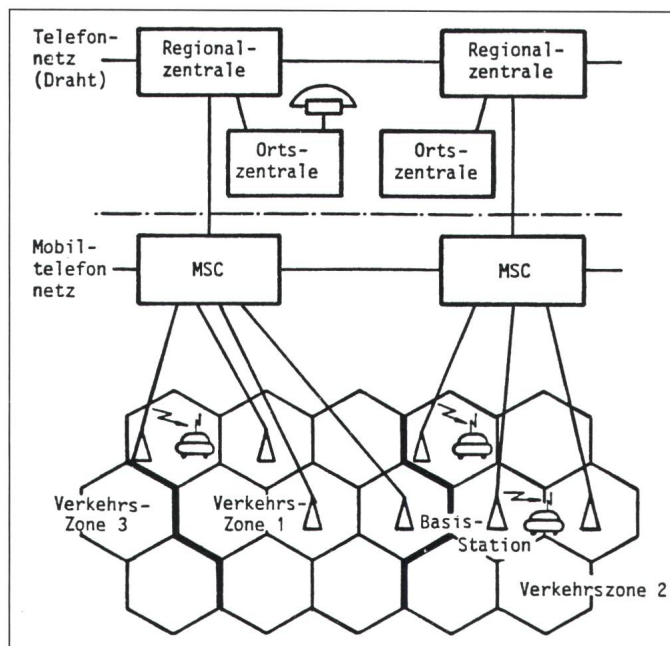 Telefon-
netz
(Draht)
Regional-
zentrale
Regional-
zentrale
Orts-
zentrale
Orts-
zentrale
Mobil-
telefon
netz
MSC
MSC
Verkehrs-
Zone 3
Verkehrs-
Zone 1
Basis-
Station
Verkehrszone 2